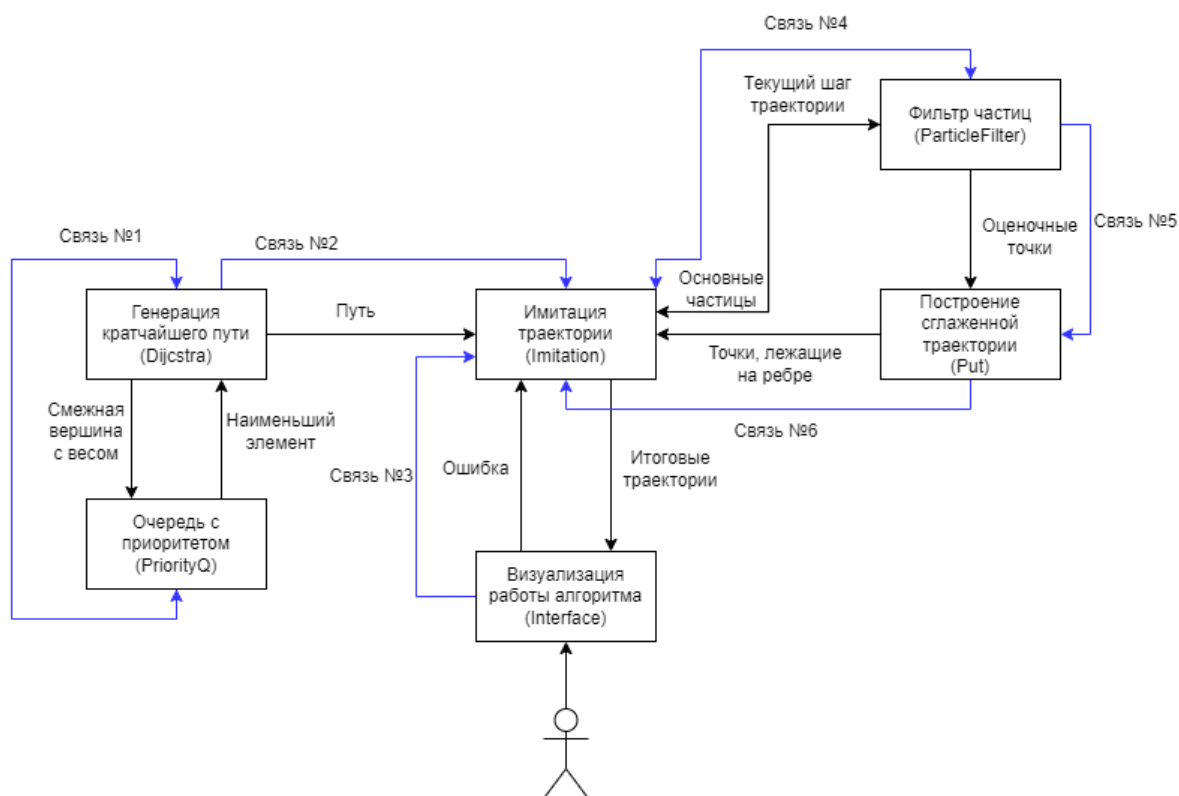 Связь №4
Текущий шаг
траектории
Фильтр частиц
(ParticleFilter)
Связь №1
Связь №2
Оценочные
точки
Связь №5
Основные
частицы
Генерация
кратчайшего пути
(Dijcstra)
Путь
Имитация
траектории
(Imitation)
Точки, лежащие
на ребре
Построение
сглаженной
траектории
(Put)
Смежная
вершина
с весом
Наименьший
элемент
Связь №3
Ошибка
Итоговые
траектории
Связь №6
Очередь с
приоритетом
(PriorityQ)
Визуализация
работы алгоритма
(Interface)